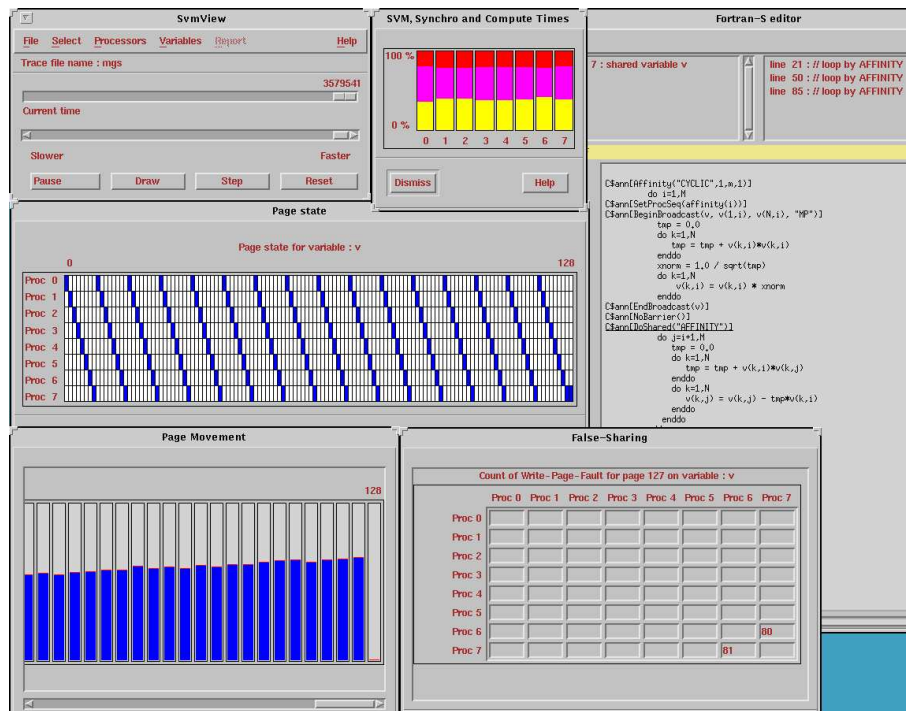 SvmView
File Select Processors Variables Report Help
Trace file name : mgs
3579541
Current time
Slower Faster
Pause Draw Step Reset
SVM, Synchro and Compute Times
100 %
0 %
0 1 2 3 4 5 6 7
Dismiss Help
Fortran-S editor
7 : shared variable v
line 21 : // loop by AFFINITY
line 50 : // loop by AFFINITY
line 85 : // loop by AFFINITY
C$ann[Affinity("CYCLIC",1,m,1)]
do i=1,M
C$ann[SetProcSeq(affinity(i))]
C$ann[BeginBroadcast(v, v(1,i), v(N,i), "MP")]
tmp = 0.0
do k=1,N
tmp = tmp + v(k,i)*v(k,i)
enddo
xnorm = 1.0 / sqrt(tmp)
do k=1,N
v(k,i) = v(k,i) * xnorm
enddo
C$ann[EndBroadcast(v)]
C$ann[NoBarrier()]
C$ann[DoShared("AFFINITY")]
do j=i+1,M
tmp = 0.0
do k=1,N
tmp = tmp + v(k,i)*v(k,j)
enddo
do k=1,N
v(k,j) = v(k,j) - tmp*v(k,i)
enddo
enddo
Page state
Page state for variable : v
0 128
Proc 0
Proc 1
Proc 2
Proc 3
Proc 4
Proc 5
Proc 6
Proc 7
Page Movement
128
False-Sharing
Count of Write-Page-Fault for page 127 on variable : v
Proc 0 Proc 1 Proc 2 Proc 3 Proc 4 Proc 5 Proc 6 Proc 7
Proc 0
Proc 1
Proc 2
Proc 3
Proc 4
Proc 5
Proc 6 80
Proc 7 81